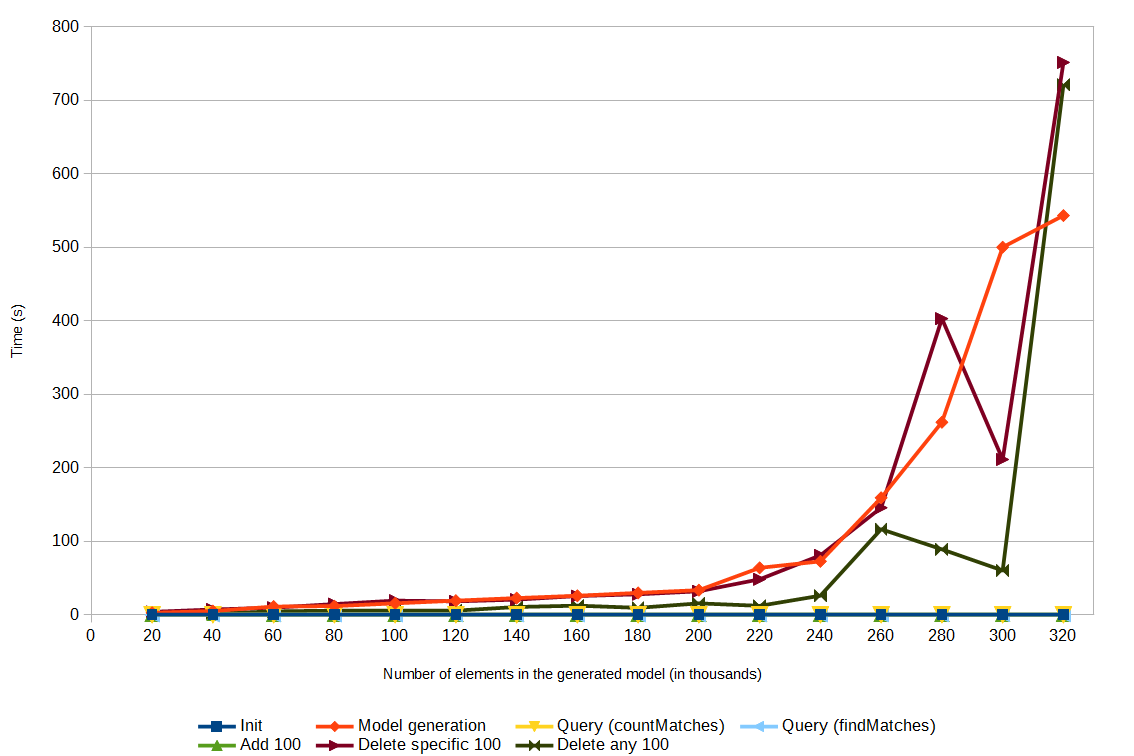 800
700
600
500
400
300
200
100
0
Time (s)
0 20 40 60 80 100 120 140 160 180 200 220 240 260 280 300 320
Number of elements in the generated model (in thousands)
Init Model generation Query (countMatches) Query (findMatches)
Add 100 Delete specific 100 Delete any 100